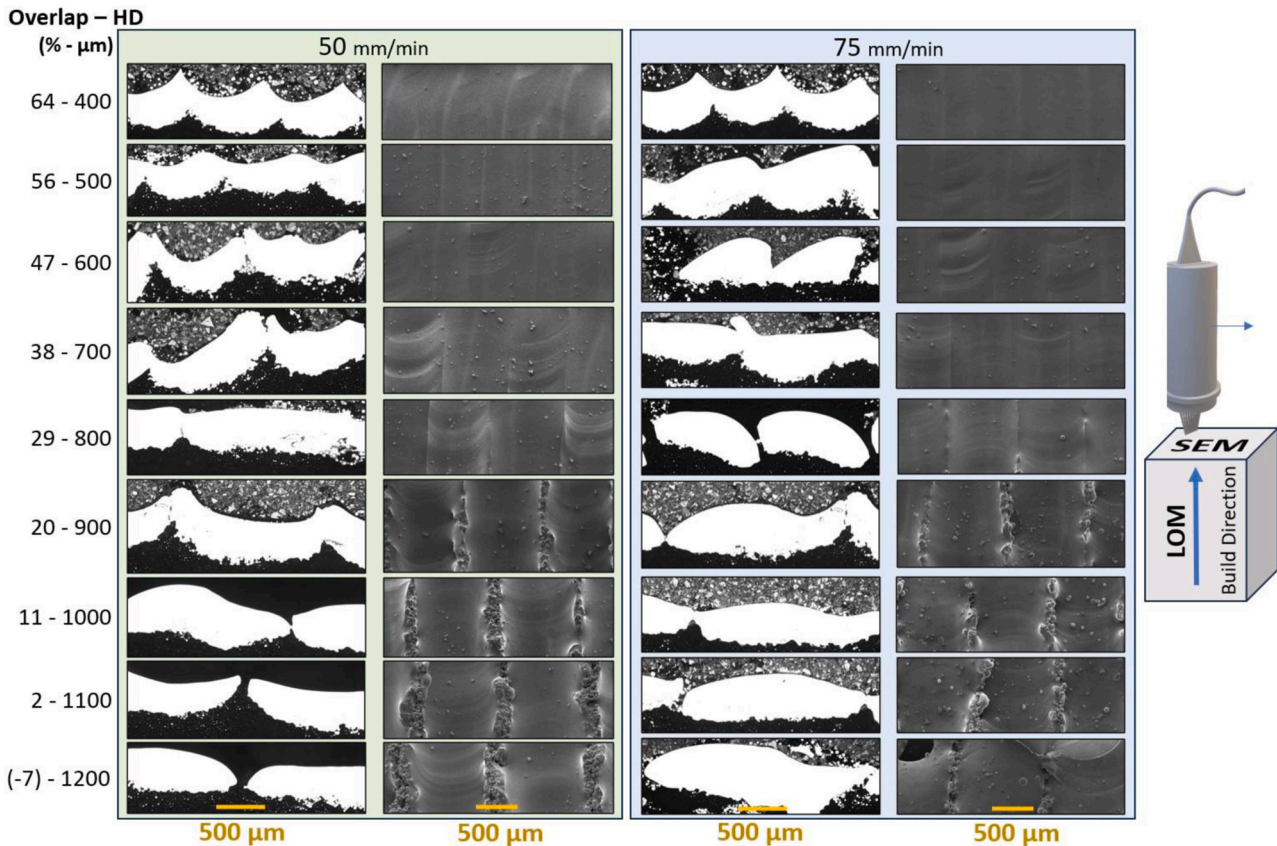 Overlap – HD
(% - µm)
50 mm/min
75 mm/min
64 - 400
56 - 500
47 - 600
38 - 700
29 - 800
20 - 900
11 - 1000
2 - 1100
(-7) - 1200
500 µm
500 µm
500 µm
500 µm
SEM
LOM
Build Direction